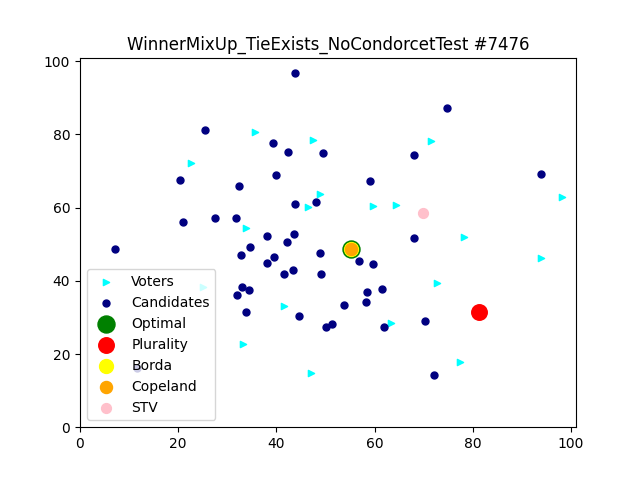 WinnerMixUp_TieExists_NoCondorcetTest #7476
100
80
60
40
20
0
0
20
40
60
80
100
Voters
Candidates
Optimal
Plurality
Borda
Copeland
STV